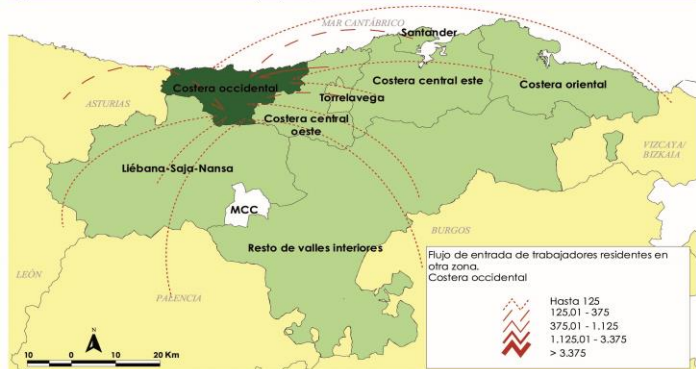 MAR CANTÁBRICO
Santander
Costera occidental
Costera central este
Costera oriental
ASTURIAS
Torrelavega
Costera central
oeste
VIZCAYA/
BIZKAIA
Liébana-Saja-Nansa
MCC
BURGOS
Resto de valles interiores
LEÓN
PALENCIA
Flujo de entrada de trabajadores residentes en
otra zona.
Costera occidental
Hasta 125
125,01 - 375
375,01 - 1.125
1.125,01 - 3.375
> 3.375
N
10 0 10 20 Km